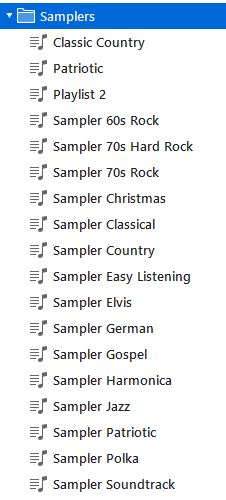 Samplers
Classic Country
Patriotic
Playlist 2
Sampler 60s Rock
Sampler 70s Hard Rock
Sampler 70s Rock
Sampler Christmas
Sampler Classical
Sampler Country
Sampler Easy Listening
Sampler Elvis
Sampler German
Sampler Gospel
Sampler Harmonica
Sampler Jazz
Sampler Patriotic
Sampler Polka
Sampler Soundtrack